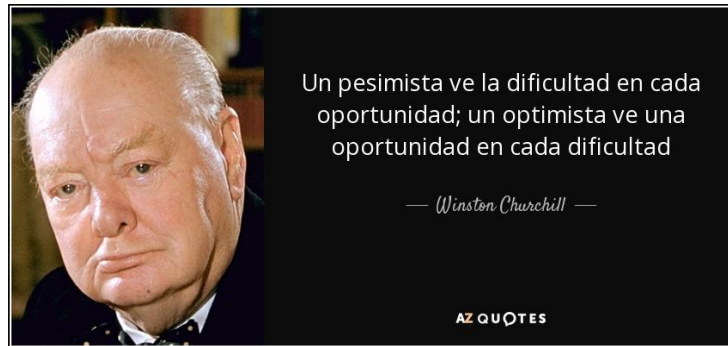 Un pesimista ve la dificultad en cada
oportunidad; un optimista ve una
oportunidad en cada dificultad
Winston Churchill
AZ QUOTES